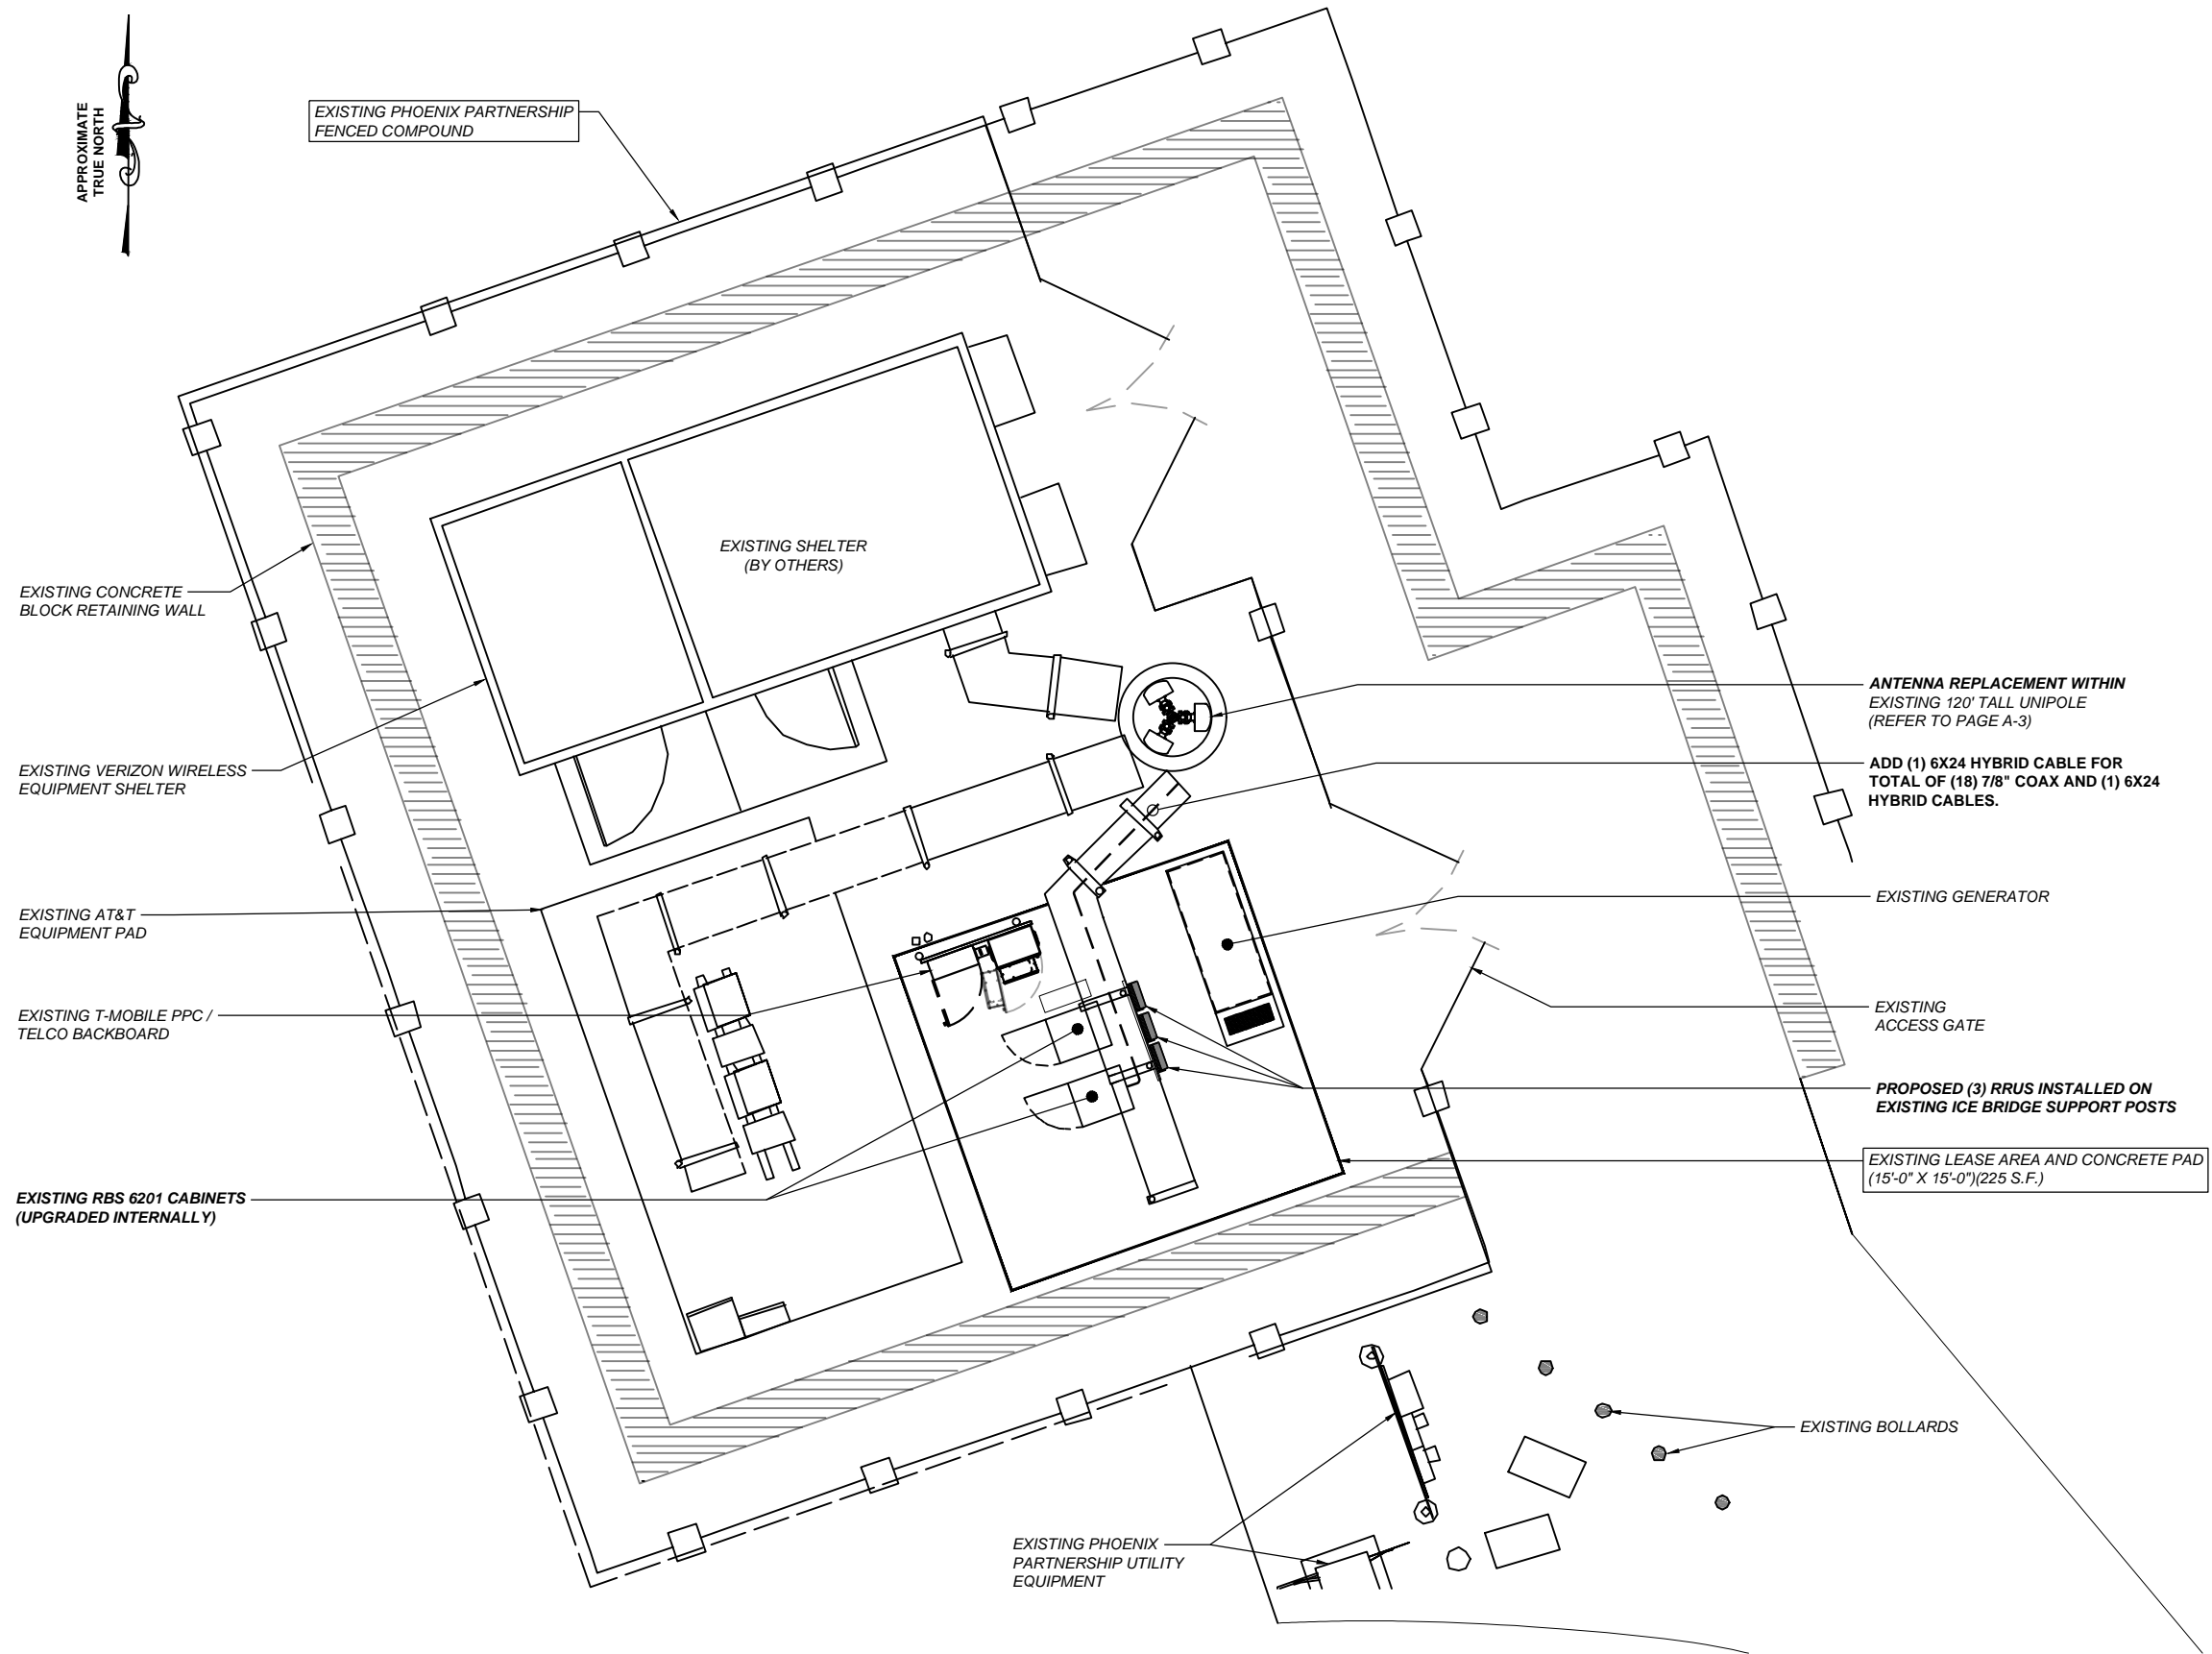 APPROXIMATE
TRUE NORTH
EXISTING PHOENIX PARTNERSHIP
FENCED COMPOUND
EXISTING SHELTER
(BY OTHERS)
EXISTING CONCRETE
BLOCK RETAINING WALL
EXISTING VERIZON WIRELESS
EQUIPMENT SHELTER
EXISTING AT&T
EQUIPMENT PAD
EXISTING T-MOBILE PPC /
TELCO BACKBOARD
EXISTING RBS 6201 CABINETS
(UPGRADED INTERNALLY)
ANTENNA REPLACEMENT WITHIN
EXISTING 120' TALL UNIPOLE
(REFER TO PAGE A-3)
ADD (1) 6X24 HYBRID CABLE FOR
TOTAL OF (18) 7/8" COAX AND (1) 6X24
HYBRID CABLES.
EXISTING GENERATOR
EXISTING
ACCESS GATE
PROPOSED (3) RRUS INSTALLED ON
EXISTING ICE BRIDGE SUPPORT POSTS
EXISTING LEASE AREA AND CONCRETE PAD
(15'-0" X 15'-0")(225 S.F.)
EXISTING BOLLARDS
EXISTING PHOENIX
PARTNERSHIP UTILITY
EQUIPMENT